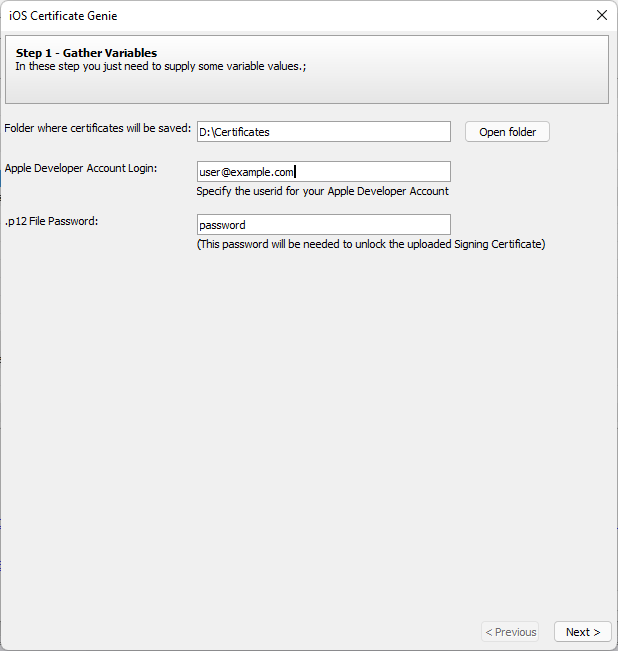 iOS Certificate Genie
Step 1 - Gather Variables
In these step you just need to supply some variable values.;
Folder where certificates will be saved: D:\Certificates Open folder
Apple Developer Account Login: user@example.com
Specify the userid for your Apple Developer Account
.p12 File Password: password
(This password will be needed to unlock the uploaded Signing Certificate)
< Previous Next >